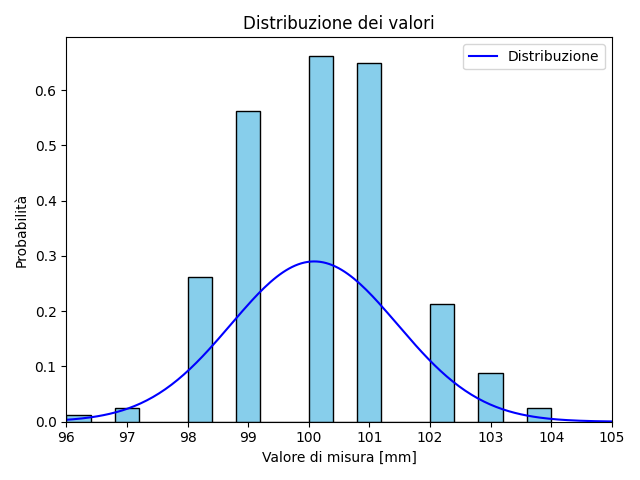 Distribuzione dei valori
Distribuzione
Probabilità
0.6
0.5
0.4
0.3
0.2
0.1
0.0
96 97 98 99 100 101 102 103 104 105
Valore di misura [mm]